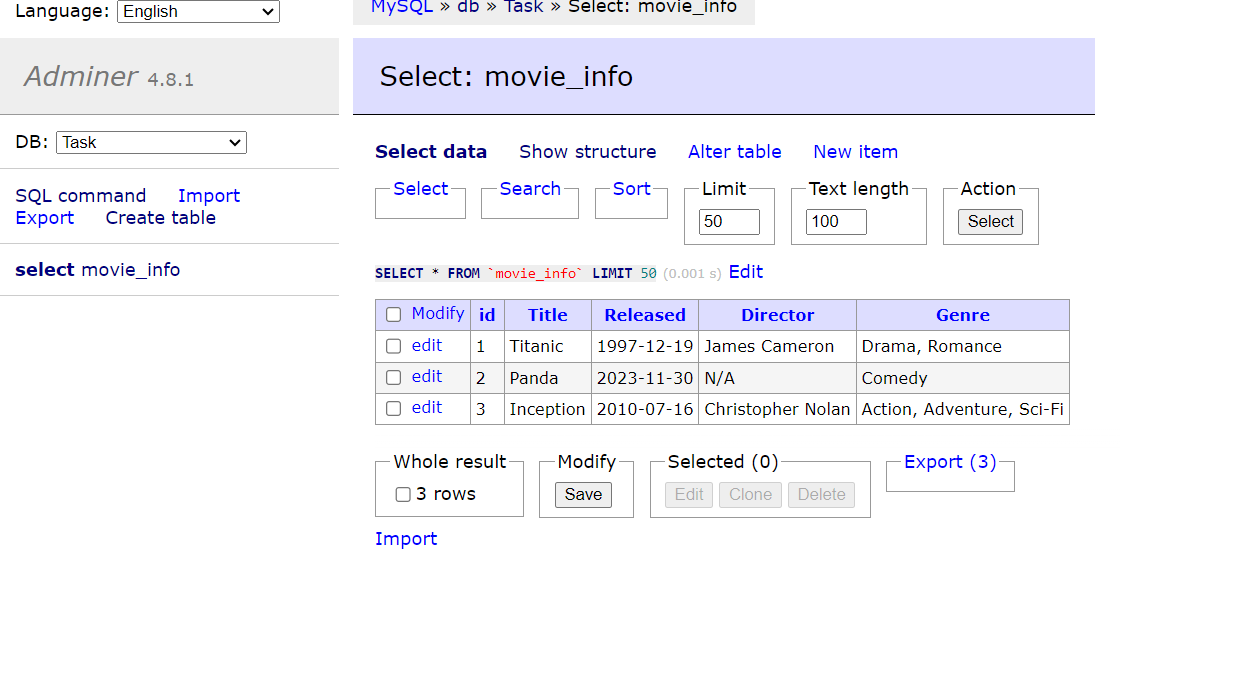 Language: English
MySQL » db » Task » Select: movie_info
Adminer 4.8.1
Select: movie_info
DB: Task
SQL command Import
Export Create table
select movie_info
Select data Show structure Alter table New item
Select Search Sort Limit Text length Action
50 100 Select
SELECT * FROM `movie_info` LIMIT 50 (0.001 s) Edit
Modify id Title Released Director Genre
edit 1 Titanic 1997-12-19 James Cameron Drama, Romance
edit 2 Panda 2023-11-30 N/A Comedy
edit 3 Inception 2010-07-16 Christopher Nolan Action, Adventure, Sci-Fi
Whole result Modify Selected (0) Export (3)
3 rows Save Edit Clone Delete
Import